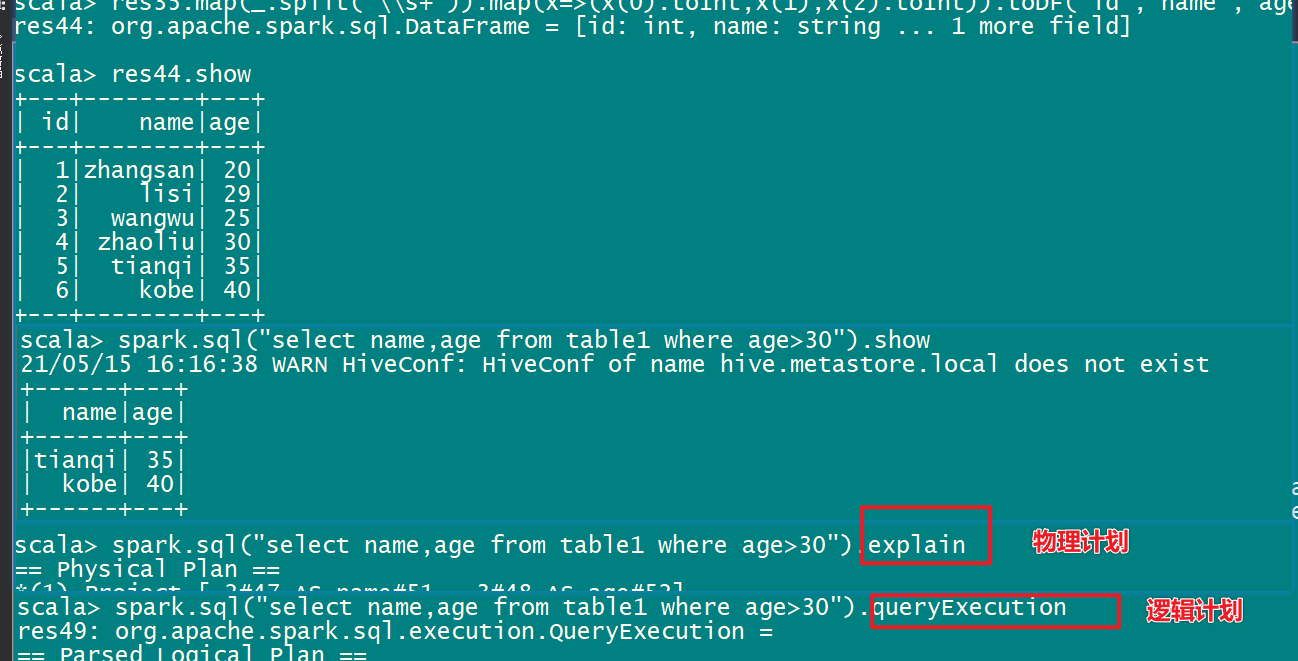 scala> res35.map(_.split("\\s+")).map(x=>(x(0).toInt,x(1),x(2).toInt)).toDF("id","name","age
res44: org.apache.spark.sql.DataFrame = [id: int, name: string ... 1 more field]
scala> res44.show
+---+--------+---+
| id|    name|age|
+---+--------+---+
|  1|zhangsan| 20|
|  2|    lisi| 29|
|  3|  wangwu| 25|
|  4| zhaoliu| 30|
|  5|  tianqi| 35|
|  6|    kobe| 40|
+---+--------+---+
scala> spark.sql("select name,age from table1 where age>30").show
21/05/15 16:16:38 WARN HiveConf: HiveConf of name hive.metastore.local does not exist
+------+---+
|  name|age|
+------+---+
|tianqi| 35|
|  kobe| 40|
+------+---+
scala> spark.sql("select name,age from table1 where age>30").explain 物理计划
== Physical Plan ==
*(1) Project [_2#47 AS name#51, _3#48 AS age#52]
scala> spark.sql("select name,age from table1 where age>30").queryExecution 逻辑计划
res49: org.apache.spark.sql.execution.QueryExecution =
== Parsed Logical Plan ==